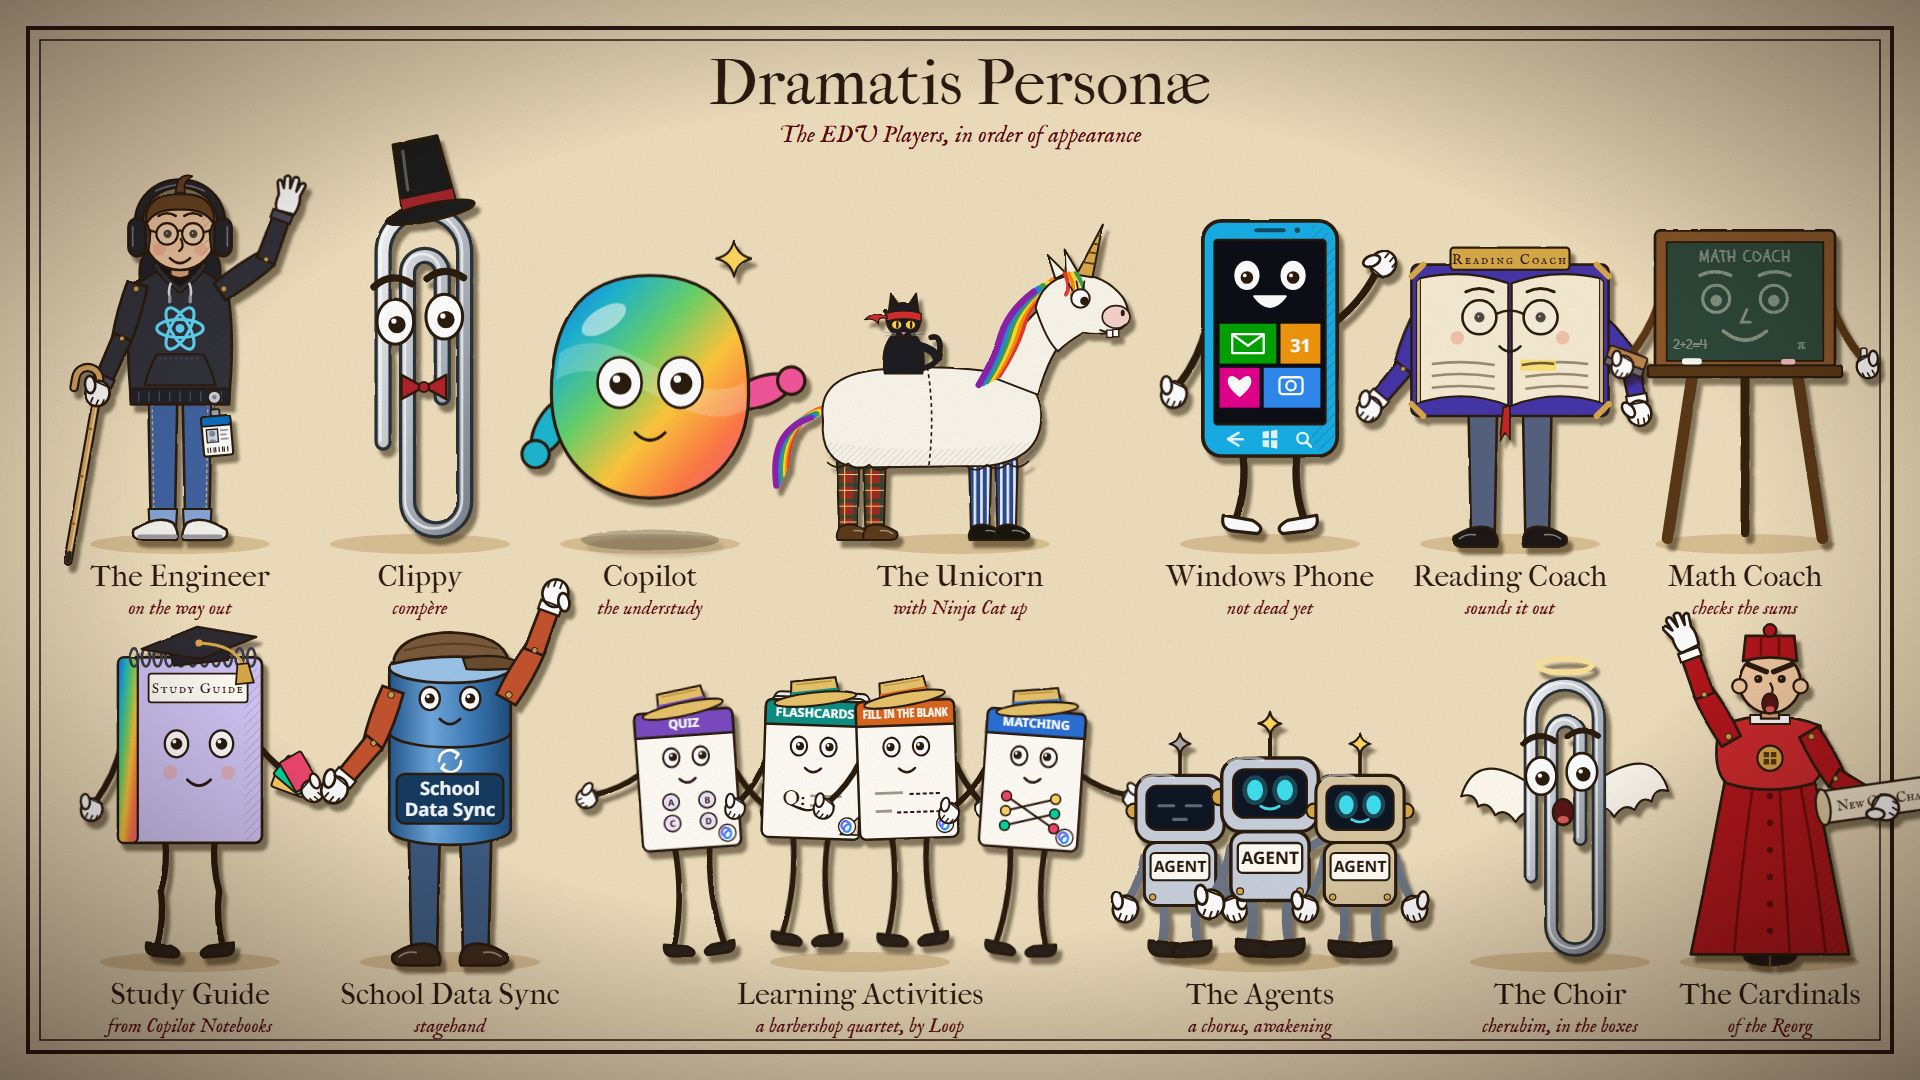 Dramatis Personæ
The EDU Players, in order of appearance
31
READING COACH
MATH COACH
2+2=4
π
The Engineer
on the way out
Clippy
compère
Copilot
the understudy
The Unicorn
with Ninja Cat up
Windows Phone
not dead yet
Reading Coach
sounds it out
Math Coach
checks the sums
STUDY GUIDE
School
Data Sync
QUIZ
A B
C D
FLASHCARDS
Q:
FILL IN THE BLANK
MATCHING
AGENT
AGENT
AGENT
NEW
CHA
Study Guide
from Copilot Notebooks
School Data Sync
stagehand
Learning Activities
a barbershop quartet, by Loop
The Agents
a chorus, awakening
The Choir
cherubim, in the boxes
The Cardinals
of the Reorg